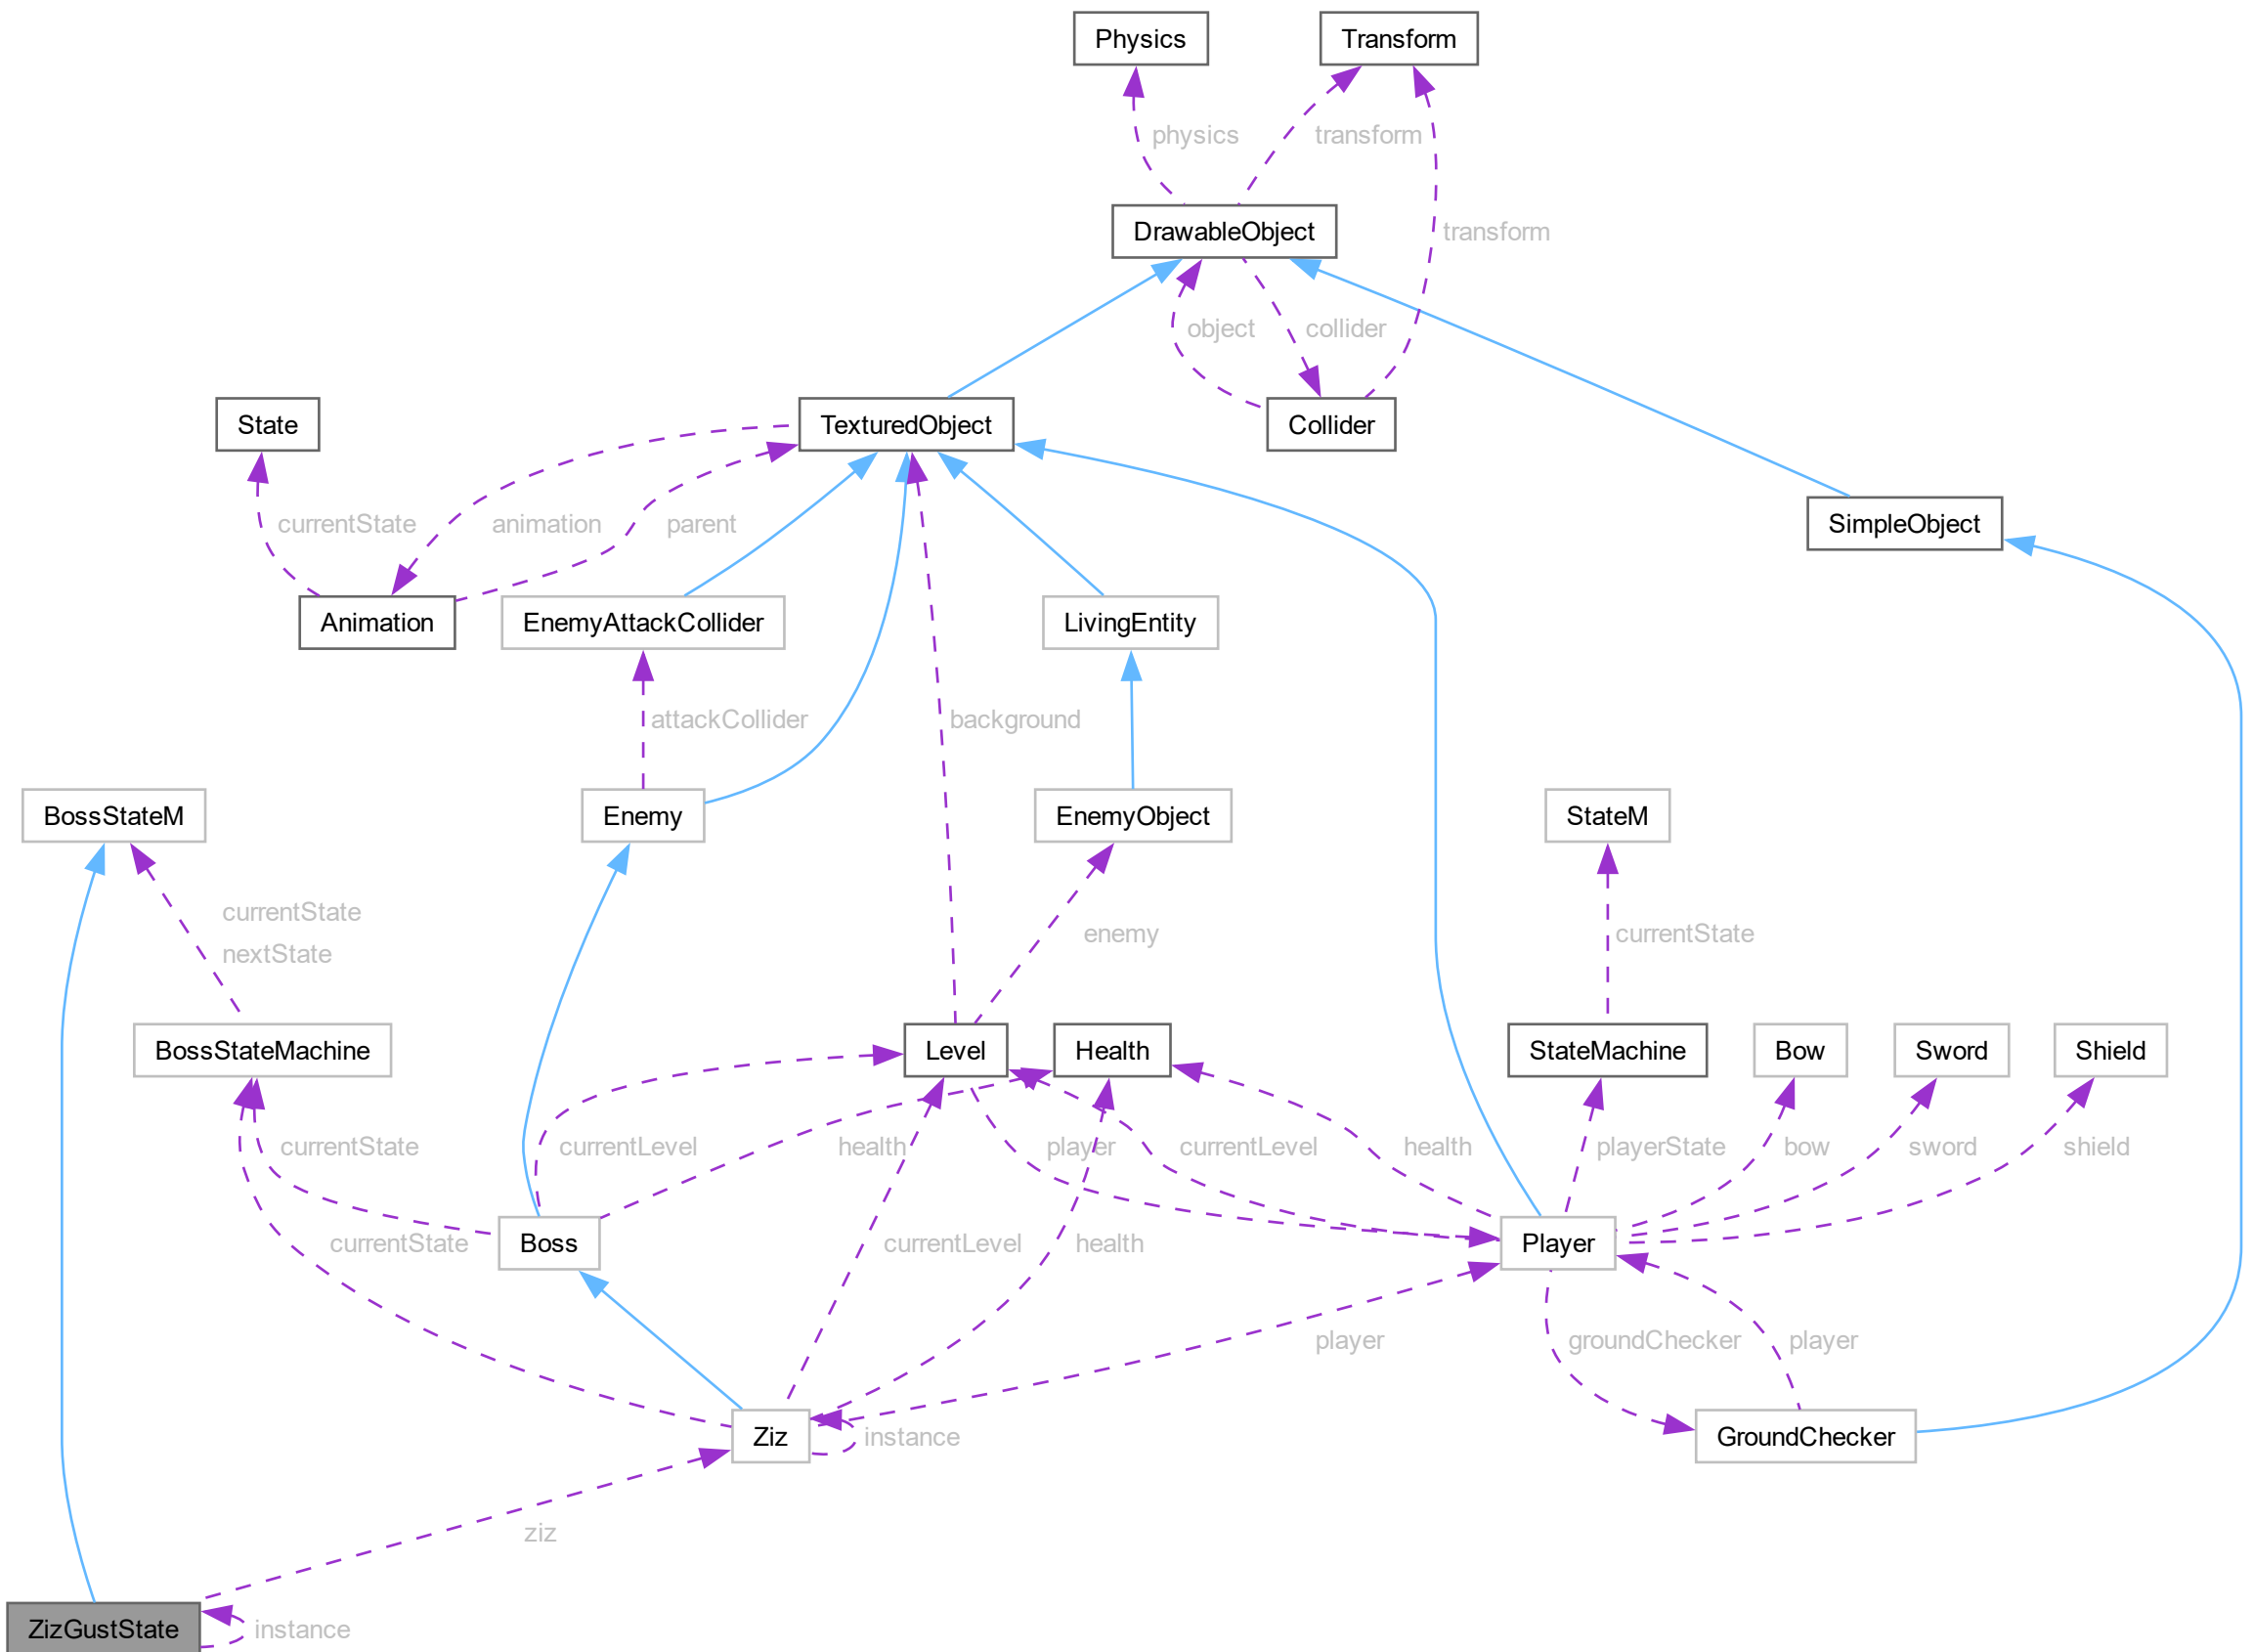 Physics
Transform
physics
transform
DrawableObject
transform
object
collider
State
TexturedObject
Collider
currentState
animation
parent
SimpleObject
Animation
EnemyAttackCollider
LivingEntity
attackCollider
background
BossStateM
Enemy
EnemyObject
StateM
currentState
nextState
enemy
currentState
BossStateMachine
Level
Health
StateMachine
Bow
Sword
Shield
currentState
currentLevel
health
player
currentLevel
health
playerState
bow
sword
shield
currentState
Boss
currentLevel
health
Player
player
groundChecker
player
Ziz
instance
GroundChecker
ziz
ZizGustState
instance